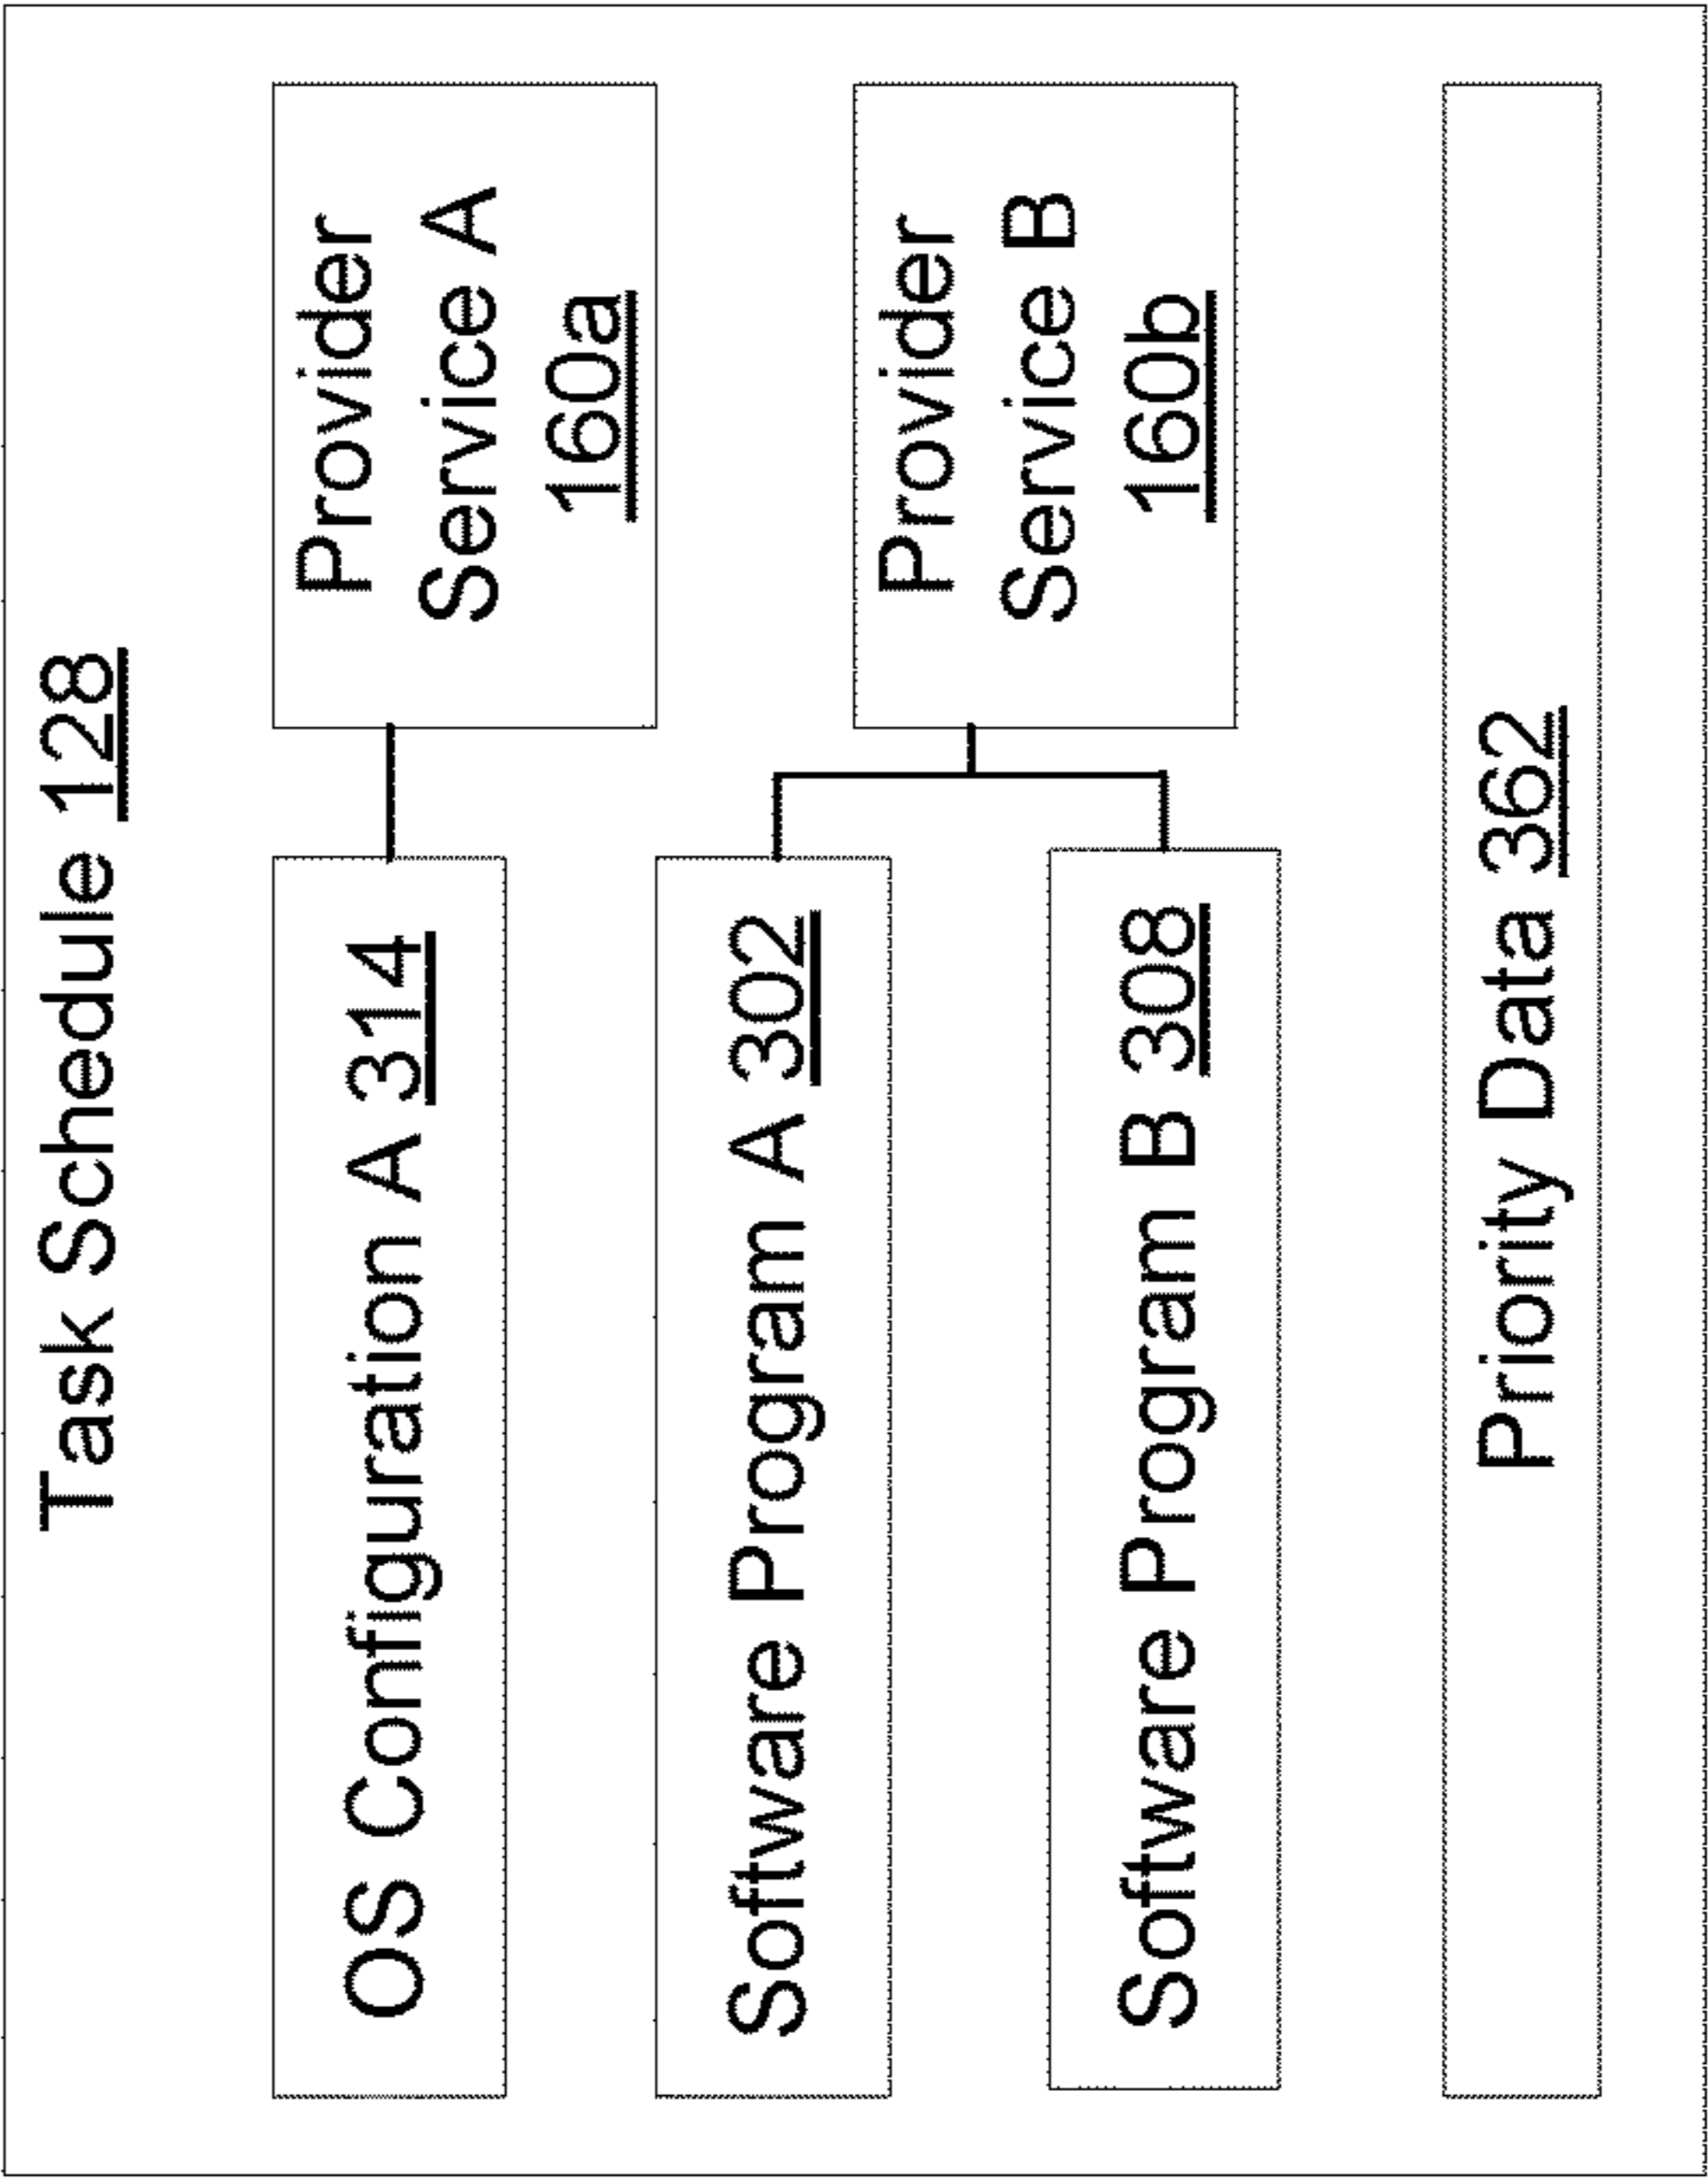 Task Schedule 128
OS Configuration A 314
Provider
Service A
160a
Software Program A 302
Software Program B 308
Provider
Service B
160b
Priority Data 362